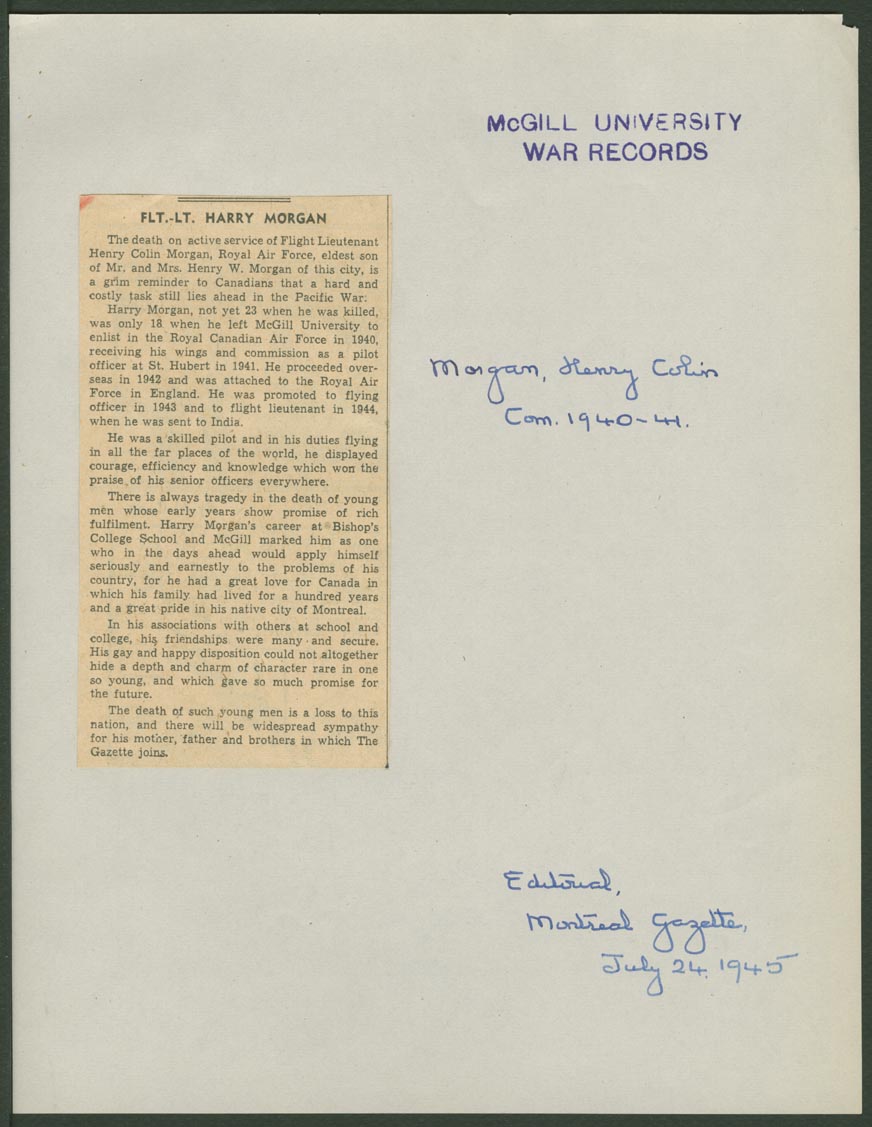 McGILL UNIVERSITY
WAR RECORDS
FLT.-LT. HARRY MORGAN
The death on active service of Flight Lieutenant
Henry Colin Morgan, Royal Air Force, eldest son
of Mr. and Mrs. Henry W. Morgan of this city, is
a grim reminder to Canadians that a hard and
costly task still lies ahead in the Pacific War.
Harry Morgan, not yet 23 when he was killed,
was only 18 when he left McGill University to
enlist in the Royal Canadian Air Force in 1940,
receiving his wings and commission as a pilot
officer at St. Hubert in 1941. He proceeded over-
seas in 1942 and was attached to the Royal Air
Force in England. He was promoted to flying
officer in 1943 and to flight lieutenant in 1944,
when he was sent to India.
He was a skilled pilot and in his duties flying
in all the far places of the world, he displayed
courage, efficiency and knowledge which won the
praise of his senior officers everywhere.
There is always tragedy in the death of young
men whose early years show promise of rich
fulfilment. Harry Morgan's career at Bishop's
College School and McGill marked him as one
who in the days ahead would apply himself
seriously and earnestly to the problems of his
country, for he had a great love for Canada in
which his family had lived for a hundred years
and a great pride in his native city of Montreal.
In his associations with others at school and
college, his friendships were many and secure.
His gay and happy disposition could not altogether
hide a depth and charm of character rare in one
so young, and which gave so much promise for
the future.
The death of such young men is a loss to this
nation, and there will be widespread sympathy
for his mother, father and brothers in which The
Gazette joins.
Morgan, Henry Colin
Com. 1940-41.
Editorial,
Montreal Gazette,
July 24, 1945